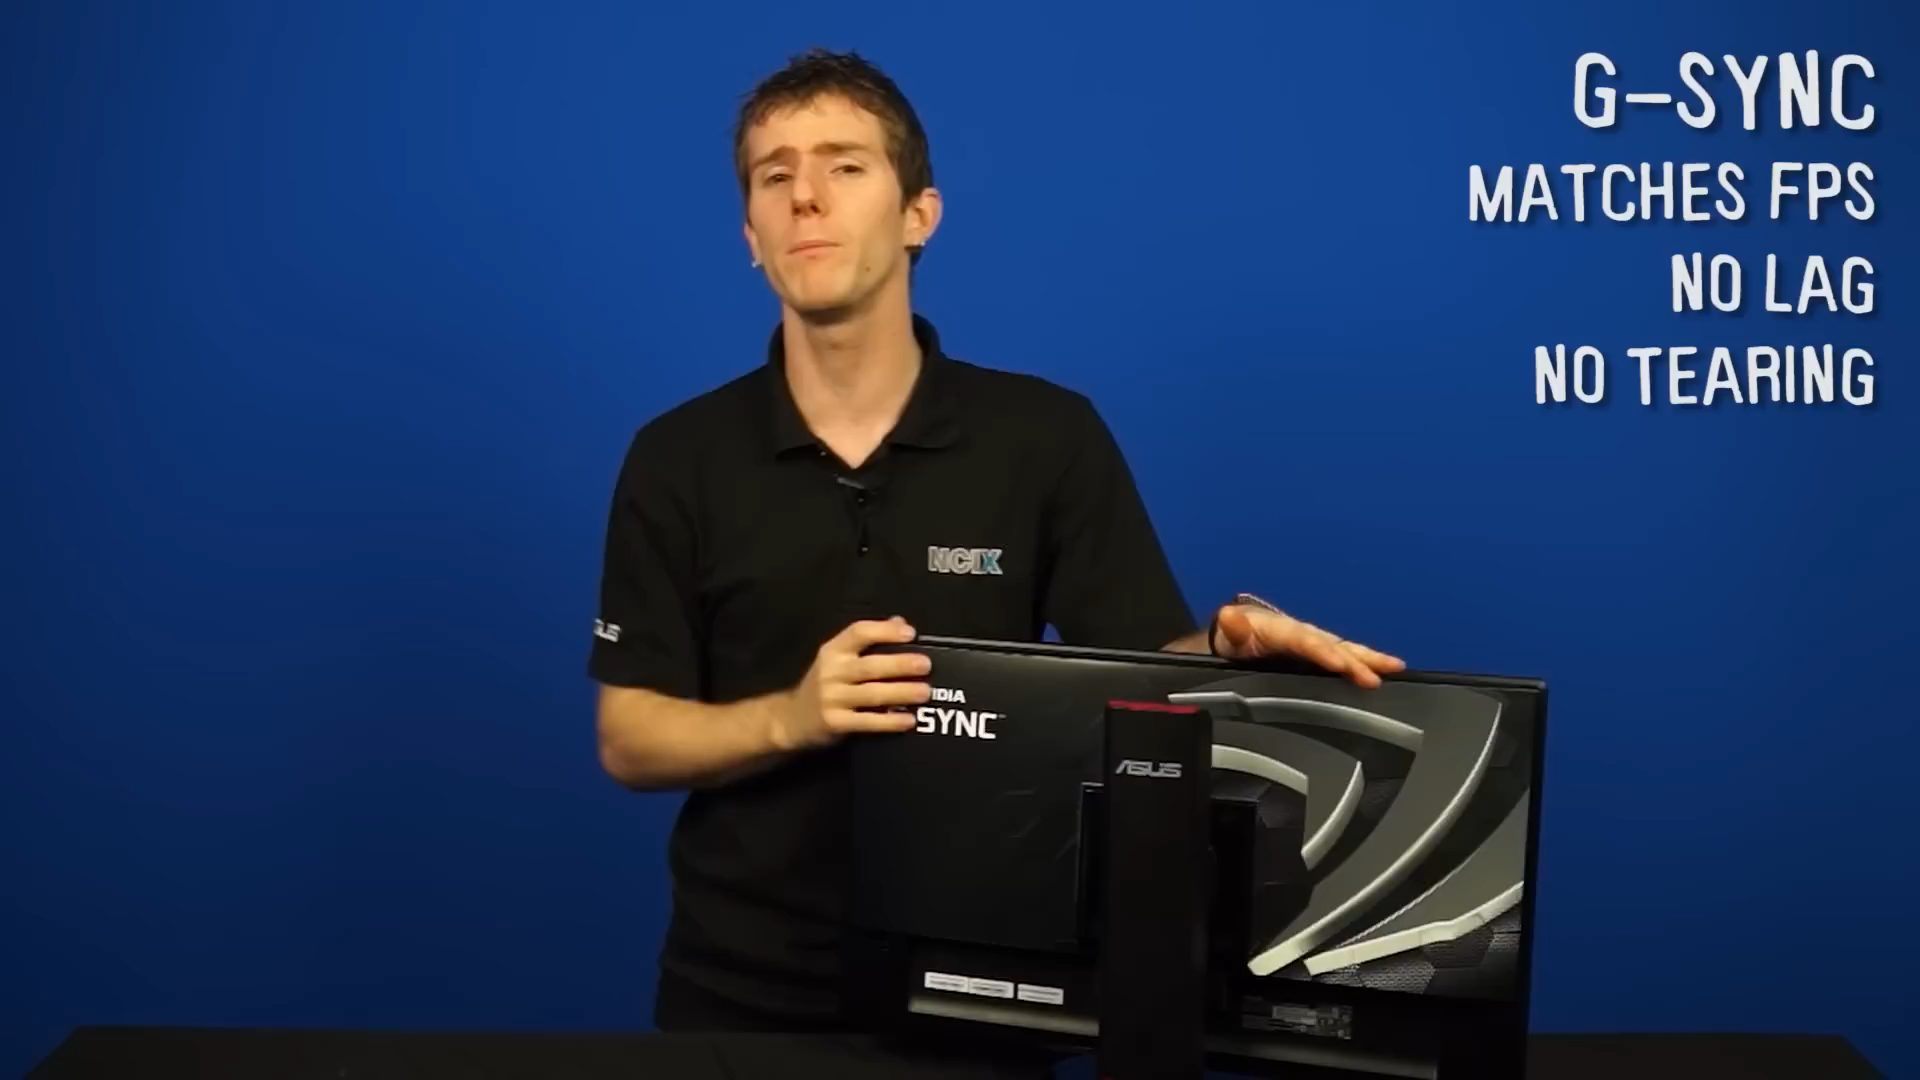 G-SYNC
MATCHES FPS
NO LAG
NO TEARING
NCIX
SYNC
ASUS